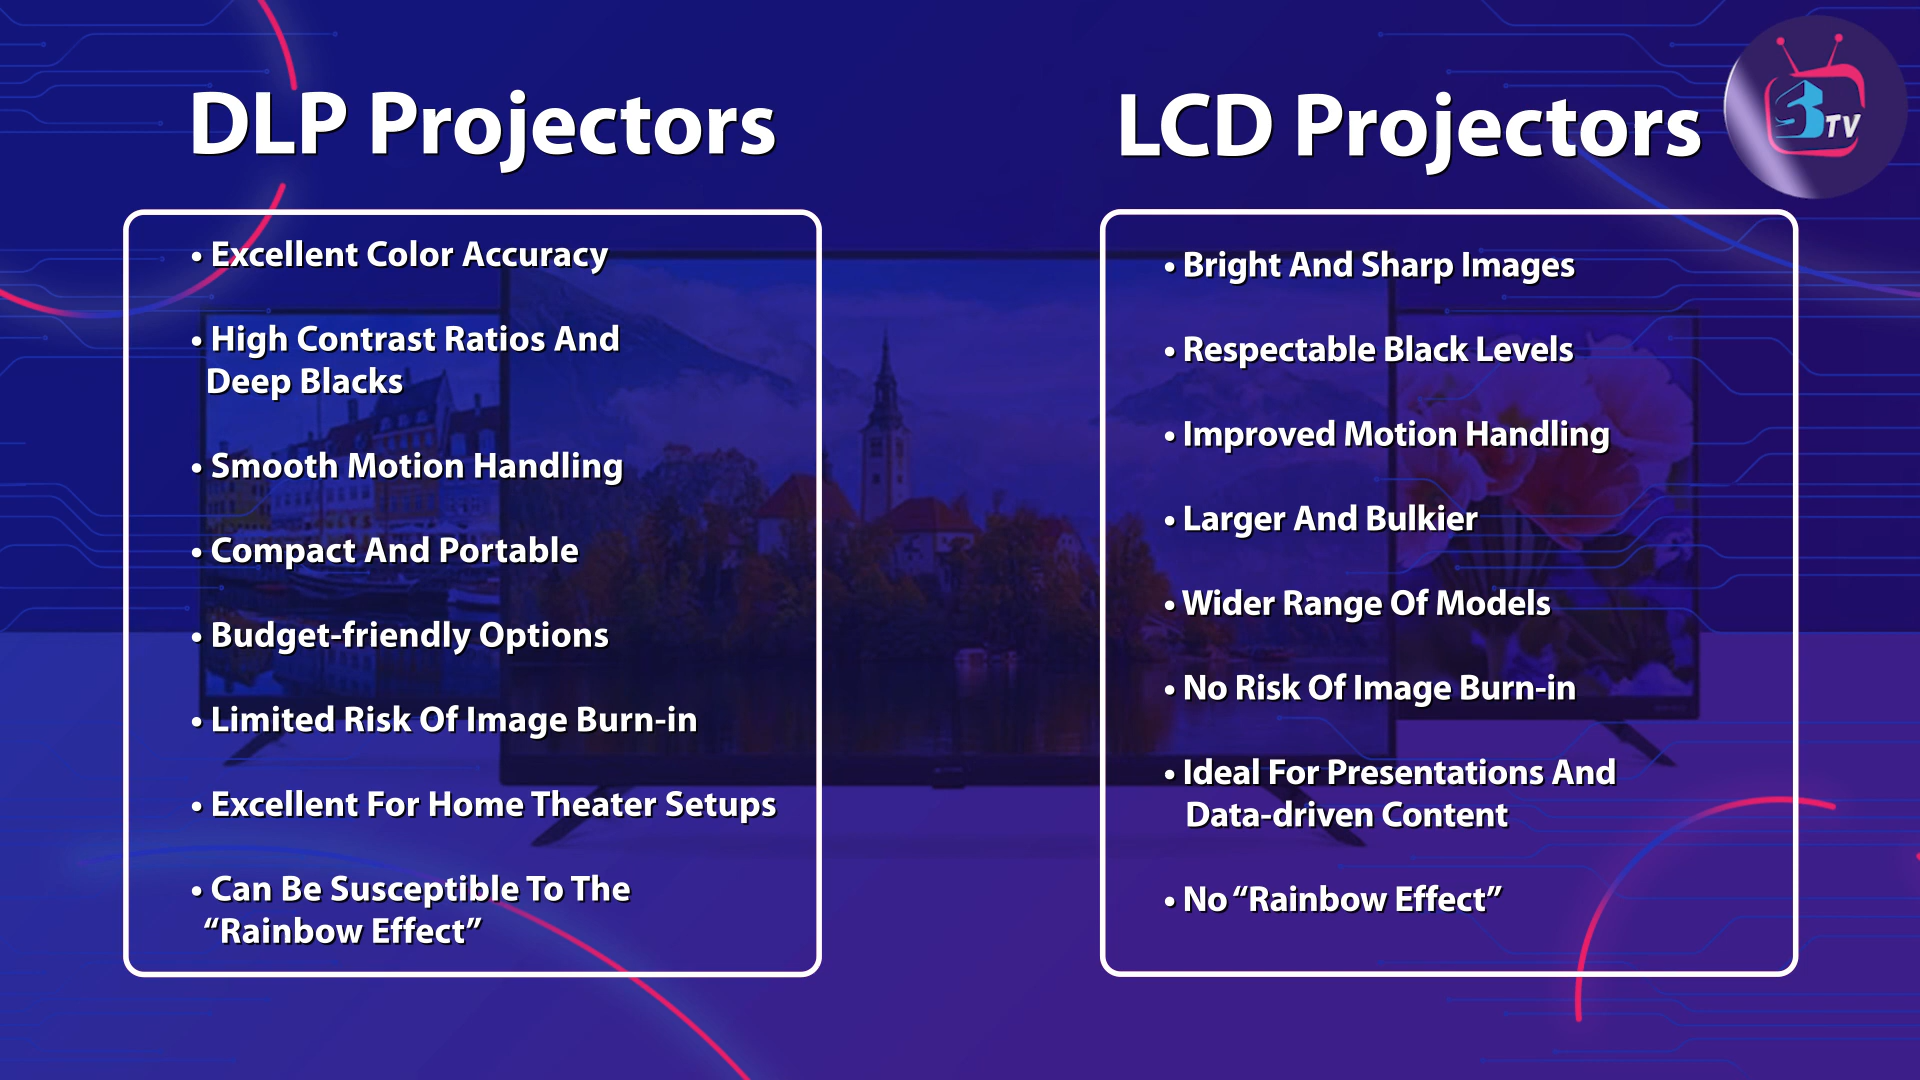 DLP Projectors
• Excellent Color Accuracy
• High Contrast Ratios And
Deep Blacks
• Smooth Motion Handling
• Compact And Portable
• Budget-friendly Options
• Limited Risk Of Image Burn-in
• Excellent For Home Theater Setups
• Can Be Susceptible To The
“Rainbow Effect”
LCD Projectors
• Bright And Sharp Images
• Respectable Black Levels
• Improved Motion Handling
• Larger And Bulkier
• Wider Range Of Models
• No Risk Of Image Burn-in
• Ideal For Presentations And
Data-driven Content
• No “Rainbow Effect”
3TV